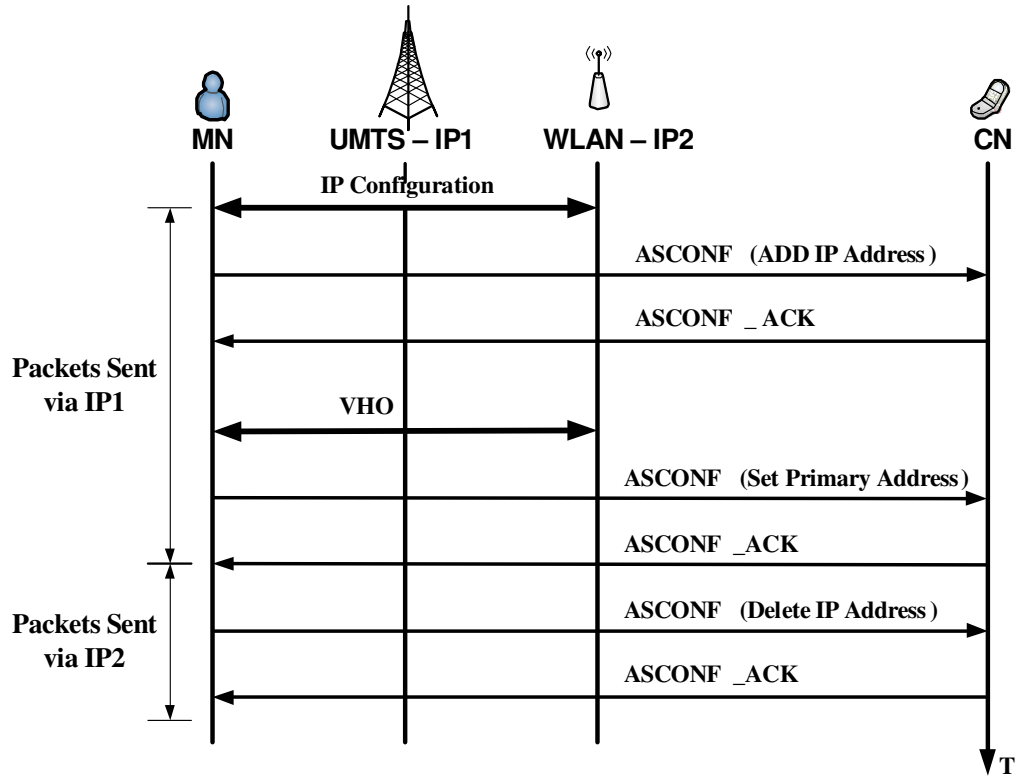 MN
UMTS – IP1
WLAN – IP2
CN
IP Configuration
ASCONF (ADD IP Address )
ASCONF _ ACK
Packets Sent
via IP1
VHO
ASCONF (Set Primary Address)
ASCONF _ACK
Packets Sent
via IP2
ASCONF (Delete IP Address )
ASCONF _ACK
T